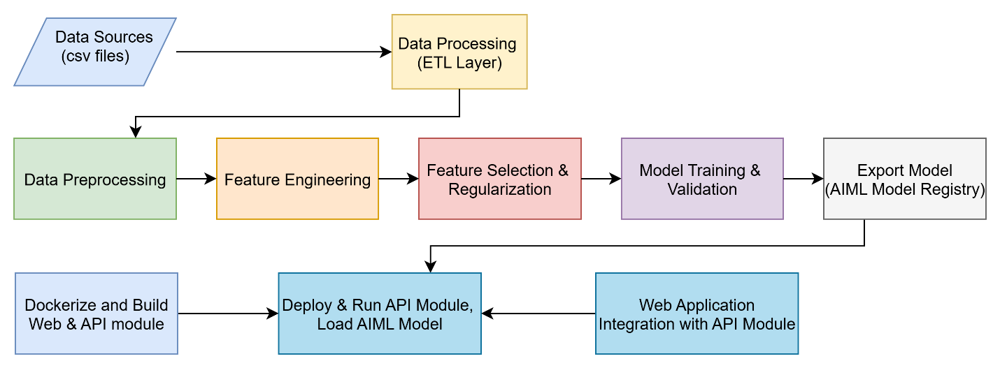 Data Sources
(csv files)
Data Processing
(ETL Layer)
Data Preprocessing
Feature Engineering
Feature Selection &
Regularization
Model Training &
Validation
Export Model
(AIML Model Registry)
Dockerize and Build
Web & API module
Deploy & Run API Module,
Load AIML Model
Web Application
Integration with API Module